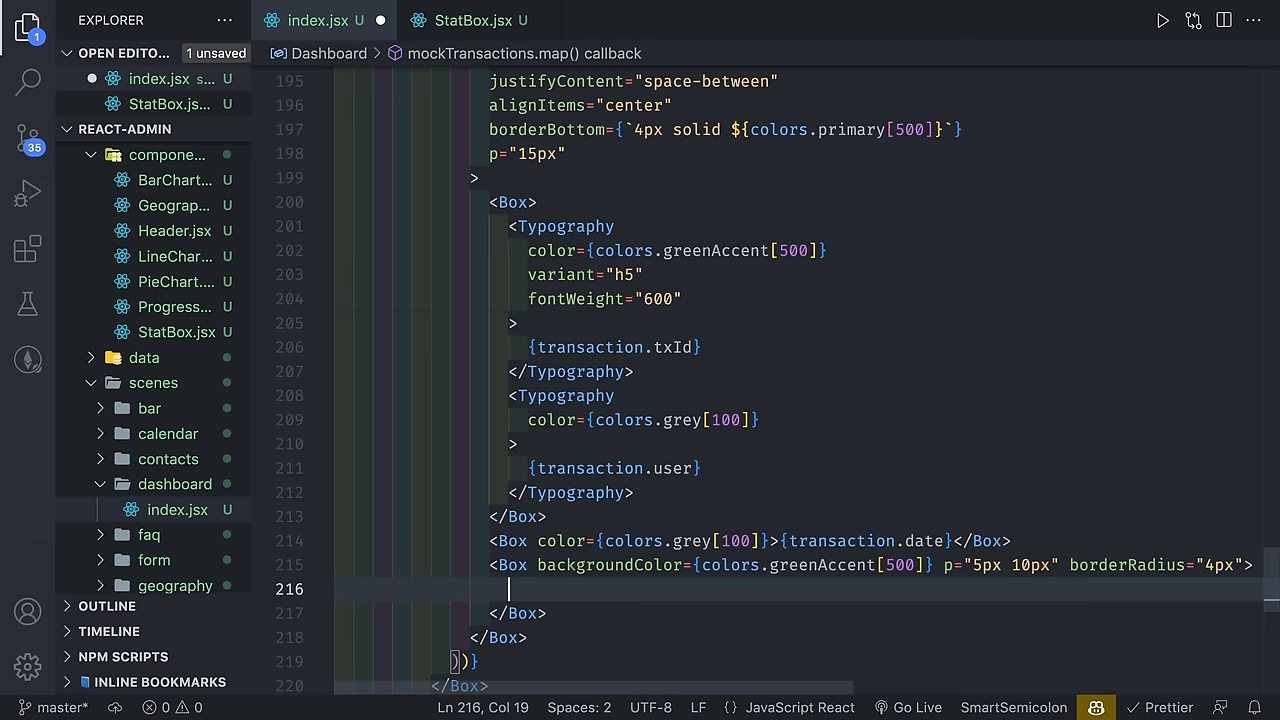 EXPLORER
index.jsx U
StatBox.jsx U
OPEN EDITO...
1 unsaved
Dashboard > mockTransactions.map() callback
index.jsx s... U
StatBox.js... U
REACT-ADMIN
compone...
BarChart... U
Geograp... U
Header.jsx U
LineChar... U
PieChart.... U
Progress... U
StatBox.jsx U
data
scenes
bar
calendar
contacts
dashboard
index.jsx U
faq
form
geography
OUTLINE
TIMELINE
NPM SCRIPTS
INLINE BOOKMARKS
1
35
195 justifyContent="space-between"
196 alignItems="center"
197 borderBottom={`4px solid ${colors.primary[500]}`}
198 p="15px"
199 >
200 <Box>
201 <Typography
202 color={colors.greenAccent[500]}
203 variant="h5"
204 fontWeight="600"
205 >
206 {transaction.txId}
207 </Typography>
208 <Typography
209 color={colors.grey[100]}
210 >
211 {transaction.user}
212 </Typography>
213 </Box>
214 <Box color={colors.grey[100]}>{transaction.date}</Box>
215 <Box backgroundColor={colors.greenAccent[500]} p="5px 10px" borderRadius="4px">
216
217 </Box>
218 </Box>
219 ))}
220 </Box>
master* 0 0 Ln 216, Col 19 Spaces: 2 UTF-8 LF {} JavaScript React Go Live SmartSemicolon Prettier